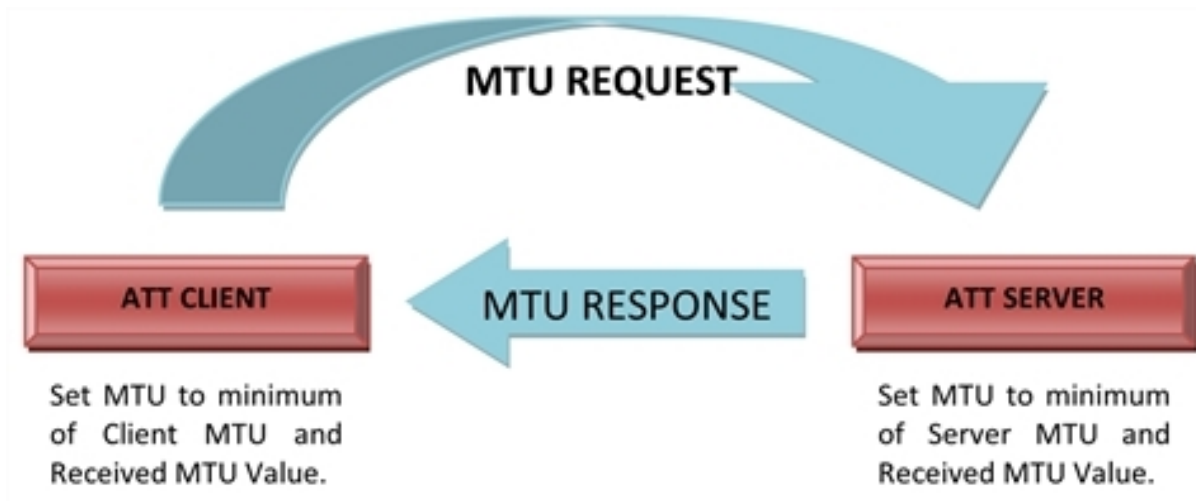 MTU REQUEST
ATT CLIENT
MTU RESPONSE
ATT SERVER
Set MTU to minimum
of Client MTU and
Received MTU Value.
Set MTU to minimum
of Server MTU and
Received MTU Value.